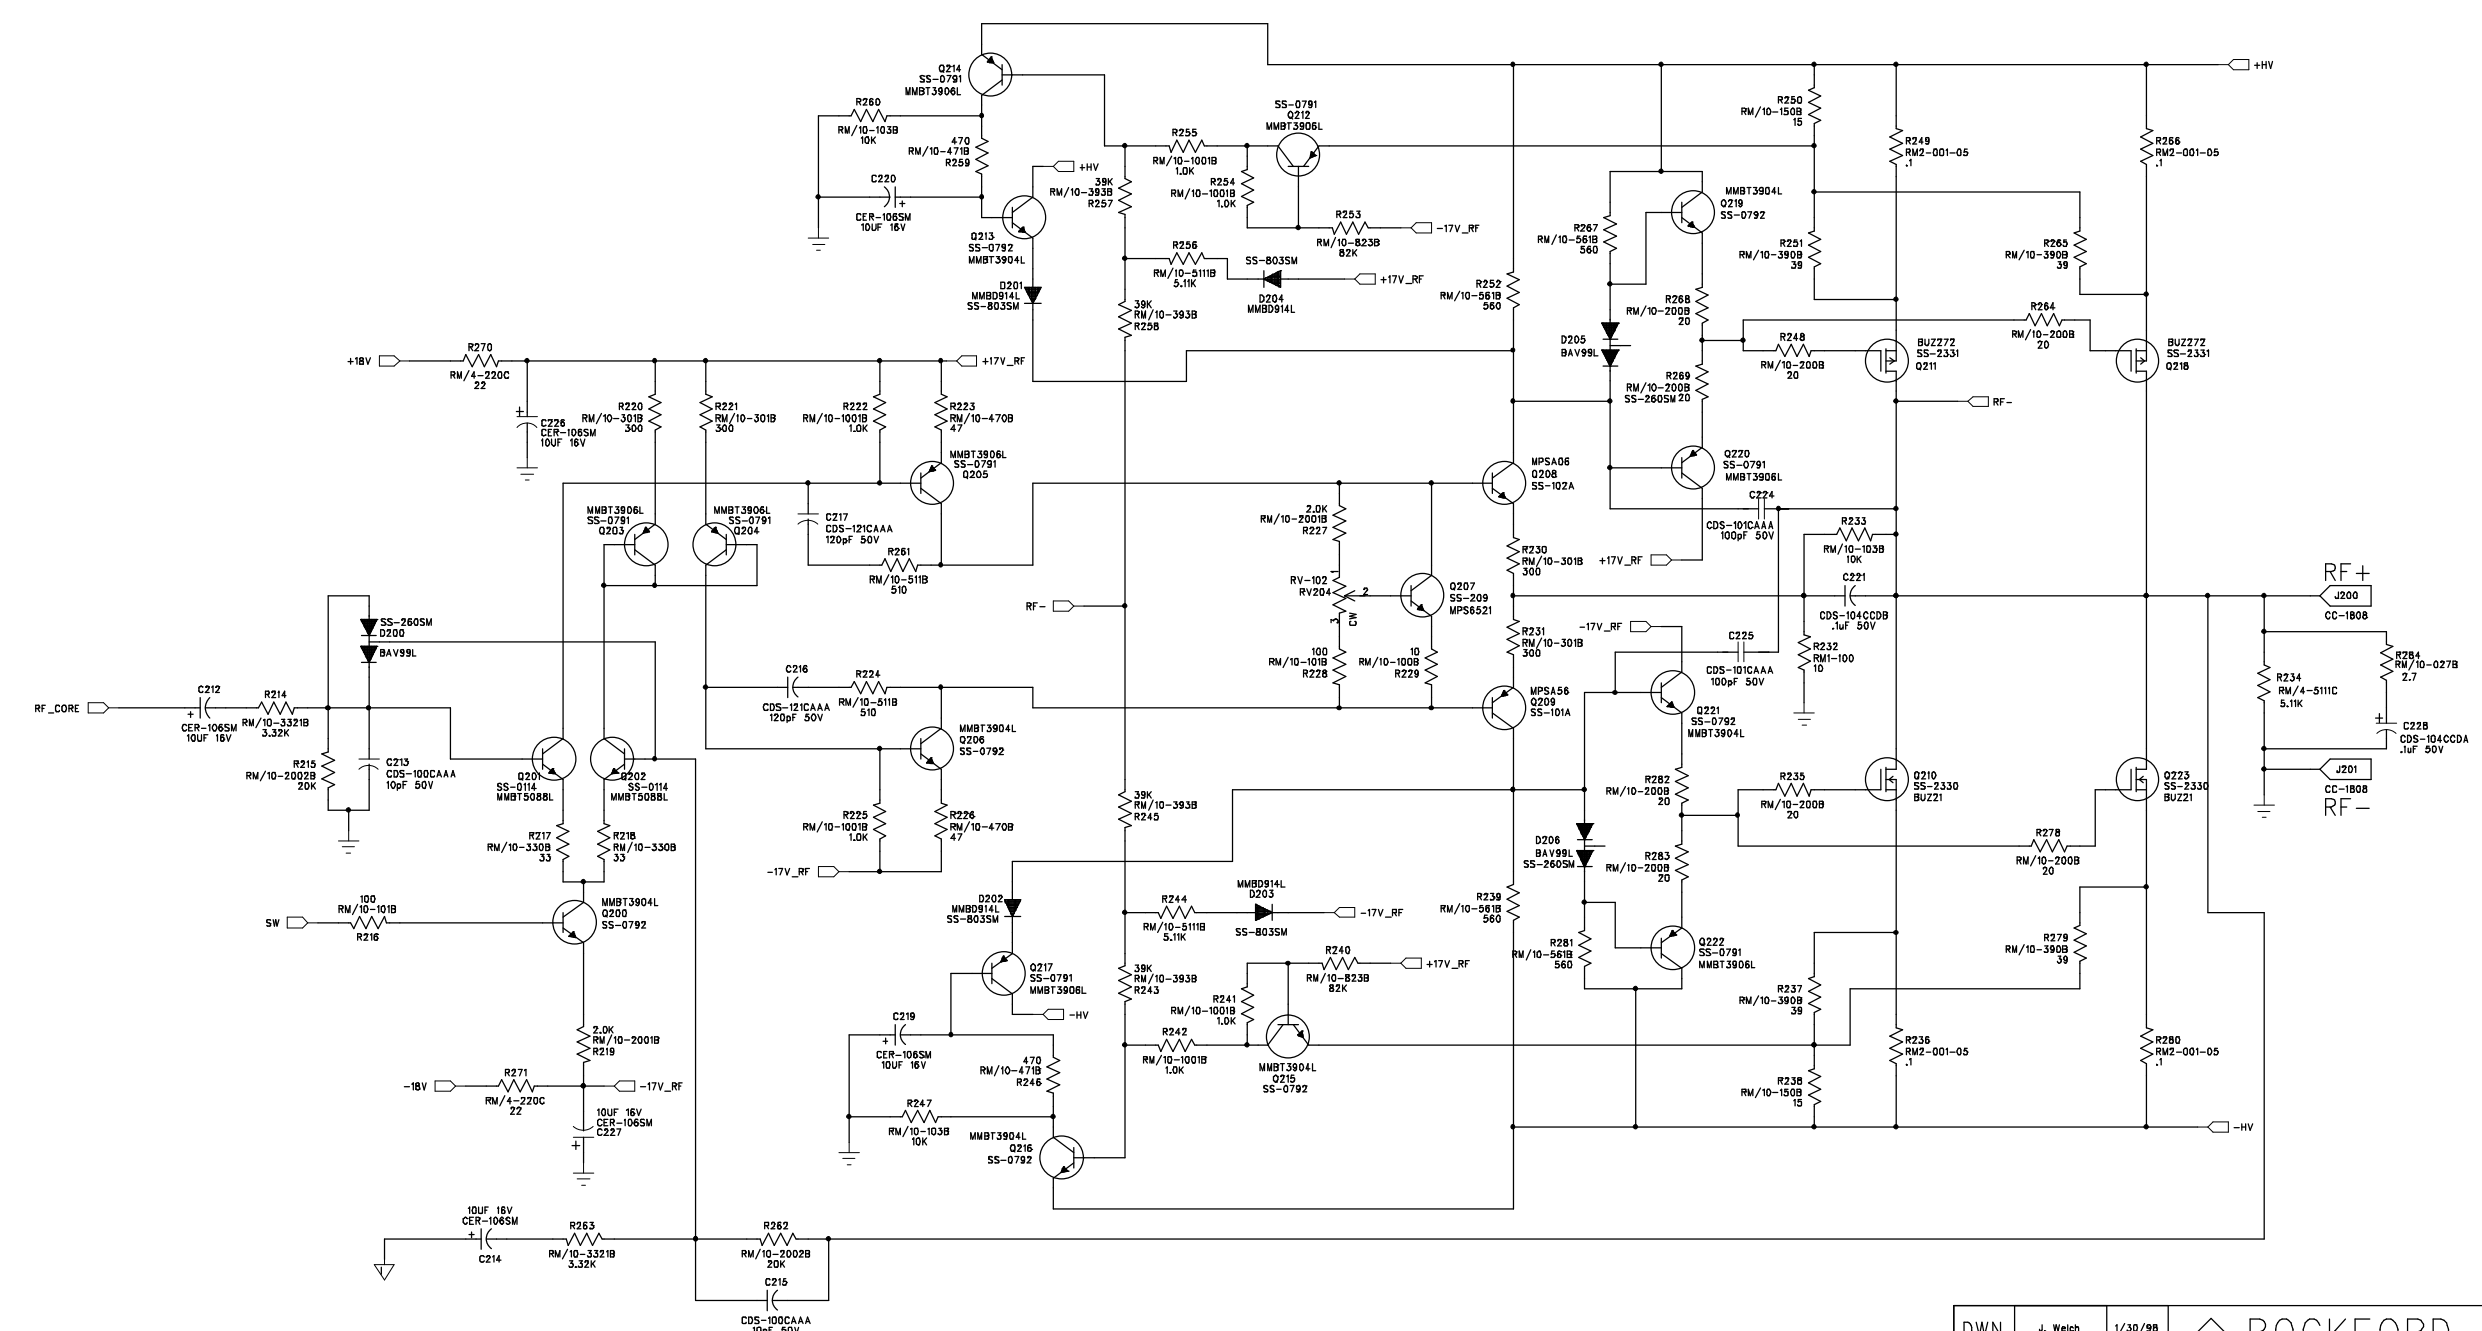 Q214
SS-0791
MMBT3906L
R260
RM/10-103B
10K
470
RM/10-471B
R259
C220
+
CER-106SM
10UF 16V
+HV
Q213
SS-0792
MMBT3904L
D201
MMBD914L
SS-803SM
39K
RM/10-393B
R257
R255
RM/10-1001B
1.0K
SS-0791
Q212
MMBT3906L
R254
RM/10-1001B
1.0K
R253
RM/10-823B
82K
-17V_RF
R256
RM/10-5111B
5.11K
SS-803SM
D204
MMBD914L
+17V_RF
39K
RM/10-393B
R258
R252
RM/10-561B
560
+HV
R250
RM/10-150B
15
R249
RM2-001-05
.1
R266
RM2-001-05
.1
MMBT3904L
Q219
SS-0792
R267
RM/10-561B
560
R251
RM/10-390B
39
R265
RM/10-390B
39
R268
RM/10-200B
20
R264
RM/10-200B
20
D205
BAV99L
SS-260SM
R269
RM/10-200B
20
R248
RM/10-200B
20
BUZ272
SS-2331
Q211
BUZ272
SS-2331
Q218
RF-
+18V
R270
RM/4-220C
22
+17V_RF
+
C226
CER-106SM
10UF 16V
R220
RM/10-301B
300
R221
RM/10-301B
300
R222
RM/10-1001B
1.0K
R223
RM/10-470B
47
MMBT3906L
SS-0791
Q205
MMBT3906L
SS-0791
Q203
MMBT3906L
SS-0791
Q204
C217
CDS-121CAAA
120pF 50V
R261
RM/10-511B
510
2.0K
RM/10-2001B
R227
MPSA06
Q208
SS-102A
Q220
SS-0791
MMBT3906L
C224
CDS-101CAAA
100pF 50V
R230
RM/10-301B
300
+17V_RF
R233
RM/10-103B
10K
RV-102
RV204
1
2
3
CW
Q207
SS-209
MPS6521
C221
CDS-104CCDB
.1uF 50V
RF+
J200
CC-1808
RF-
SS-260SM
D200
BAV99L
-17V_RF
R231
RM/10-301B
300
C225
CDS-101CAAA
100pF 50V
R232
RM1-100
10
R234
RM/4-5111C
5.11K
R284
RM/10-027B
2.7
+
C228
CDS-104CCDA
.1uF 50V
100
RM/10-101B
R228
10
RM/10-100B
R229
C216
CDS-121CAAA
120pF 50V
R224
RM/10-511B
510
MPSA56
Q209
SS-101A
Q221
SS-0792
MMBT3904L
RF_CORE
C212
+
CER-106SM
10UF 16V
R214
RM/10-3321B
3.32K
R215
RM/10-2002B
20K
C213
CDS-100CAAA
10pF 50V
Q201
SS-0114
MMBT5088L
Q202
SS-0114
MMBT5088L
MMBT3904L
Q206
SS-0792
R282
RM/10-200B
20
R235
RM/10-200B
20
Q210
SS-2330
BUZ21
Q223
SS-2330
BUZ21
J201
CC-1808
RF-
R217
RM/10-330B
33
R218
RM/10-330B
33
R225
RM/10-1001B
1.0K
R226
RM/10-470B
47
39K
RM/10-393B
R245
-17V_RF
D206
BAV99L
SS-260SM
R283
RM/10-200B
20
R278
RM/10-200B
20
SW
100
RM/10-101B
R216
MMBT3904L
Q200
SS-0792
D202
MMBD914L
SS-803SM
R244
RM/10-5111B
5.11K
MMBD914L
D203
SS-803SM
-17V_RF
R239
RM/10-561B
560
R281
RM/10-561B
560
Q222
SS-0791
MMBT3906L
R279
RM/10-390B
39
Q217
SS-0791
MMBT3906L
-HV
39K
RM/10-393B
R243
R240
RM/10-823B
82K
+17V_RF
R241
RM/10-1001B
1.0K
R237
RM/10-390B
39
2.0K
RM/10-2001B
R219
C219
+
CER-106SM
10UF 16V
470
RM/10-471B
R246
R242
RM/10-1001B
1.0K
MMBT3904L
Q215
SS-0792
R236
RM2-001-05
.1
R280
RM2-001-05
.1
R238
RM/10-150B
15
-18V
R271
RM/4-220C
22
-17V_RF
10UF 16V
CER-106SM
C227
+
R247
RM/10-103B
10K
MMBT3904L
Q216
SS-0792
-HV
10UF 16V
CER-106SM
+
C214
R263
RM/10-3321B
3.32K
R262
RM/10-2002B
20K
C215
CDS-100CAAA
10pF 50V
DWN
J. Welch
1/30/98
ROCKFORD